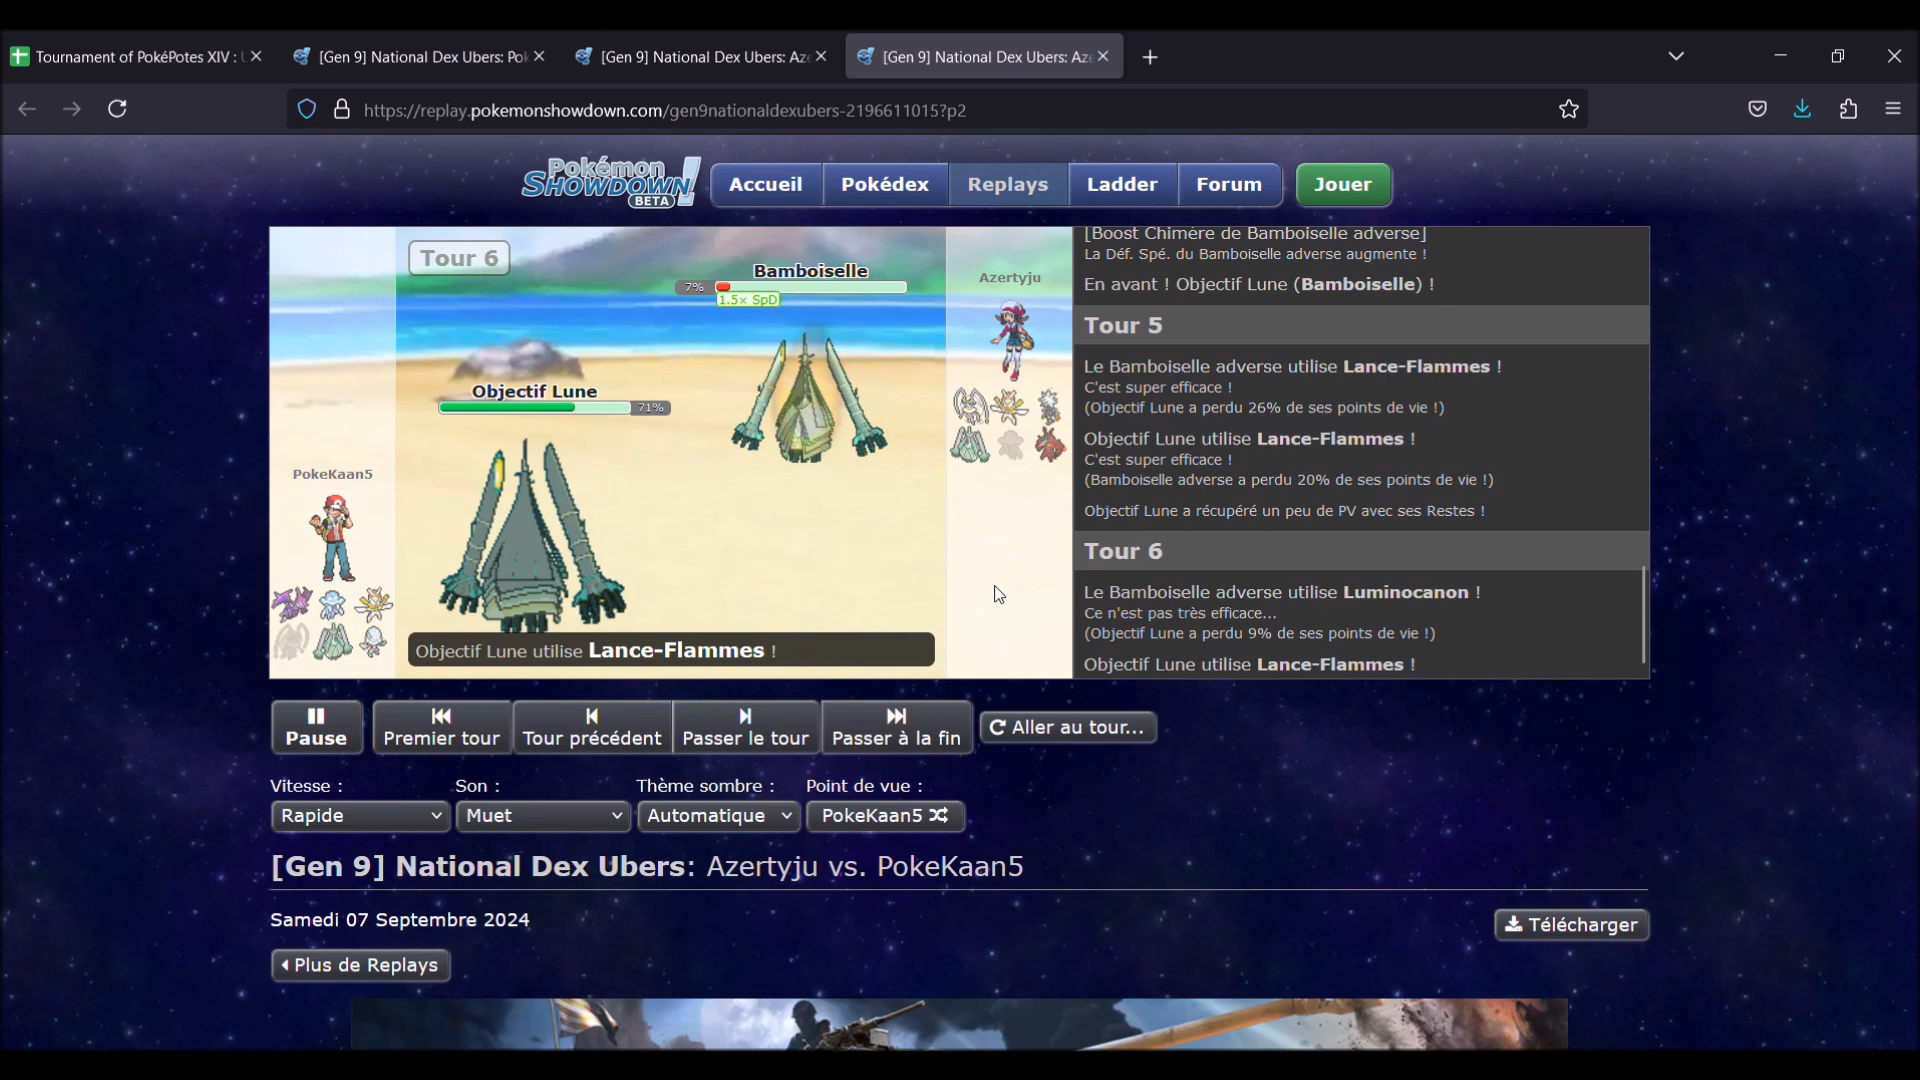 Tournament of PokéPotes XIV : U
[Gen 9] National Dex Ubers: Pok
[Gen 9] National Dex Ubers: Aze
[Gen 9] National Dex Ubers: Aze
https://replay.pokemonshowdown.com/gen9nationaldexubers-2196611015?p2
Pokémon
SHOWDOWN!
BETA
Accueil
Pokédex
Replays
Ladder
Forum
Jouer
Tour 6
Bamboiselle
7%
1.5× SpD
Objectif Lune
71%
PokeKaan5
Azertyju
Objectif Lune utilise Lance-Flammes !
[Boost Chimère de Bamboiselle adverse]
La Déf. Spé. du Bamboiselle adverse augmente !
En avant ! Objectif Lune (Bamboiselle) !
Tour 5
Le Bamboiselle adverse utilise Lance-Flammes !
C'est super efficace !
(Objectif Lune a perdu 26% de ses points de vie !)
Objectif Lune utilise Lance-Flammes !
C'est super efficace !
(Bamboiselle adverse a perdu 20% de ses points de vie !)
Objectif Lune a récupéré un peu de PV avec ses Restes !
Tour 6
Le Bamboiselle adverse utilise Luminocanon !
Ce n'est pas très efficace...
(Objectif Lune a perdu 9% de ses points de vie !)
Objectif Lune utilise Lance-Flammes !
Pause
Premier tour
Tour précédent
Passer le tour
Passer à la fin
Aller au tour...
Vitesse :
Son :
Thème sombre :
Point de vue :
Rapide
Muet
Automatique
PokeKaan5
[Gen 9] National Dex Ubers: Azertyju vs. PokeKaan5
Samedi 07 Septembre 2024
Télécharger
Plus de Replays